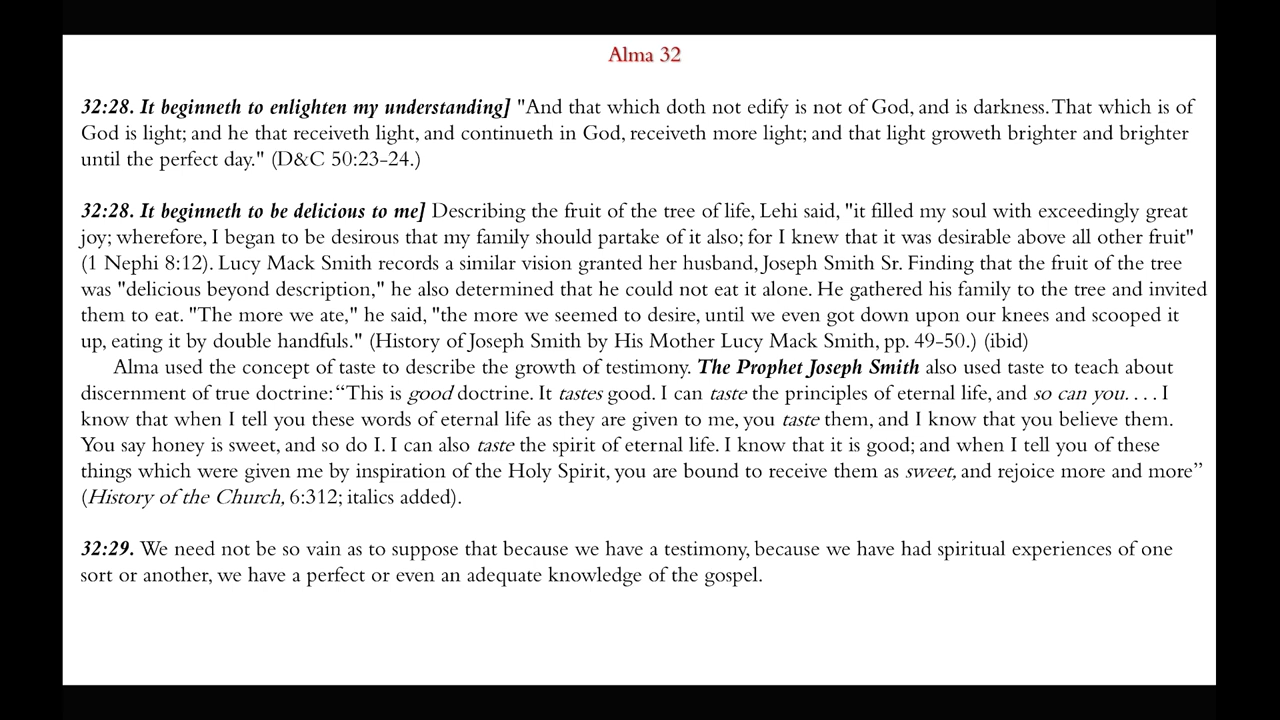 Alma 32
32:28. It beginneth to enlighten my understanding] "And that which doth not edify is not of God, and is darkness. That which is of
God is light; and he that receiveth light, and continueth in God, receiveth more light; and that light groweth brighter and brighter
until the perfect day." (D&C 50:23-24.)
32:28. It beginneth to be delicious to me] Describing the fruit of the tree of life, Lehi said, "it filled my soul with exceedingly great
joy; wherefore, I began to be desirous that my family should partake of it also; for I knew that it was desirable above all other fruit"
(1 Nephi 8:12). Lucy Mack Smith records a similar vision granted her husband, Joseph Smith Sr. Finding that the fruit of the tree
was "delicious beyond description," he also determined that he could not eat it alone. He gathered his family to the tree and invited
them to eat. "The more we ate," he said, "the more we seemed to desire, until we even got down upon our knees and scooped it
up, eating it by double handfuls." (History of Joseph Smith by His Mother Lucy Mack Smith, pp. 49-50.) (ibid)
Alma used the concept of taste to describe the growth of testimony. The Prophet Joseph Smith also used taste to teach about
discernment of true doctrine: “This is good doctrine. It tastes good. I can taste the principles of eternal life, and so can you. . . . I
know that when I tell you these words of eternal life as they are given to me, you taste them, and I know that you believe them.
You say honey is sweet, and so do I. I can also taste the spirit of eternal life. I know that it is good; and when I tell you of these
things which were given me by inspiration of the Holy Spirit, you are bound to receive them as sweet, and rejoice more and more”
(History of the Church, 6:312; italics added).
32:29. We need not be so vain as to suppose that because we have a testimony, because we have had spiritual experiences of one
sort or another, we have a perfect or even an adequate knowledge of the gospel.